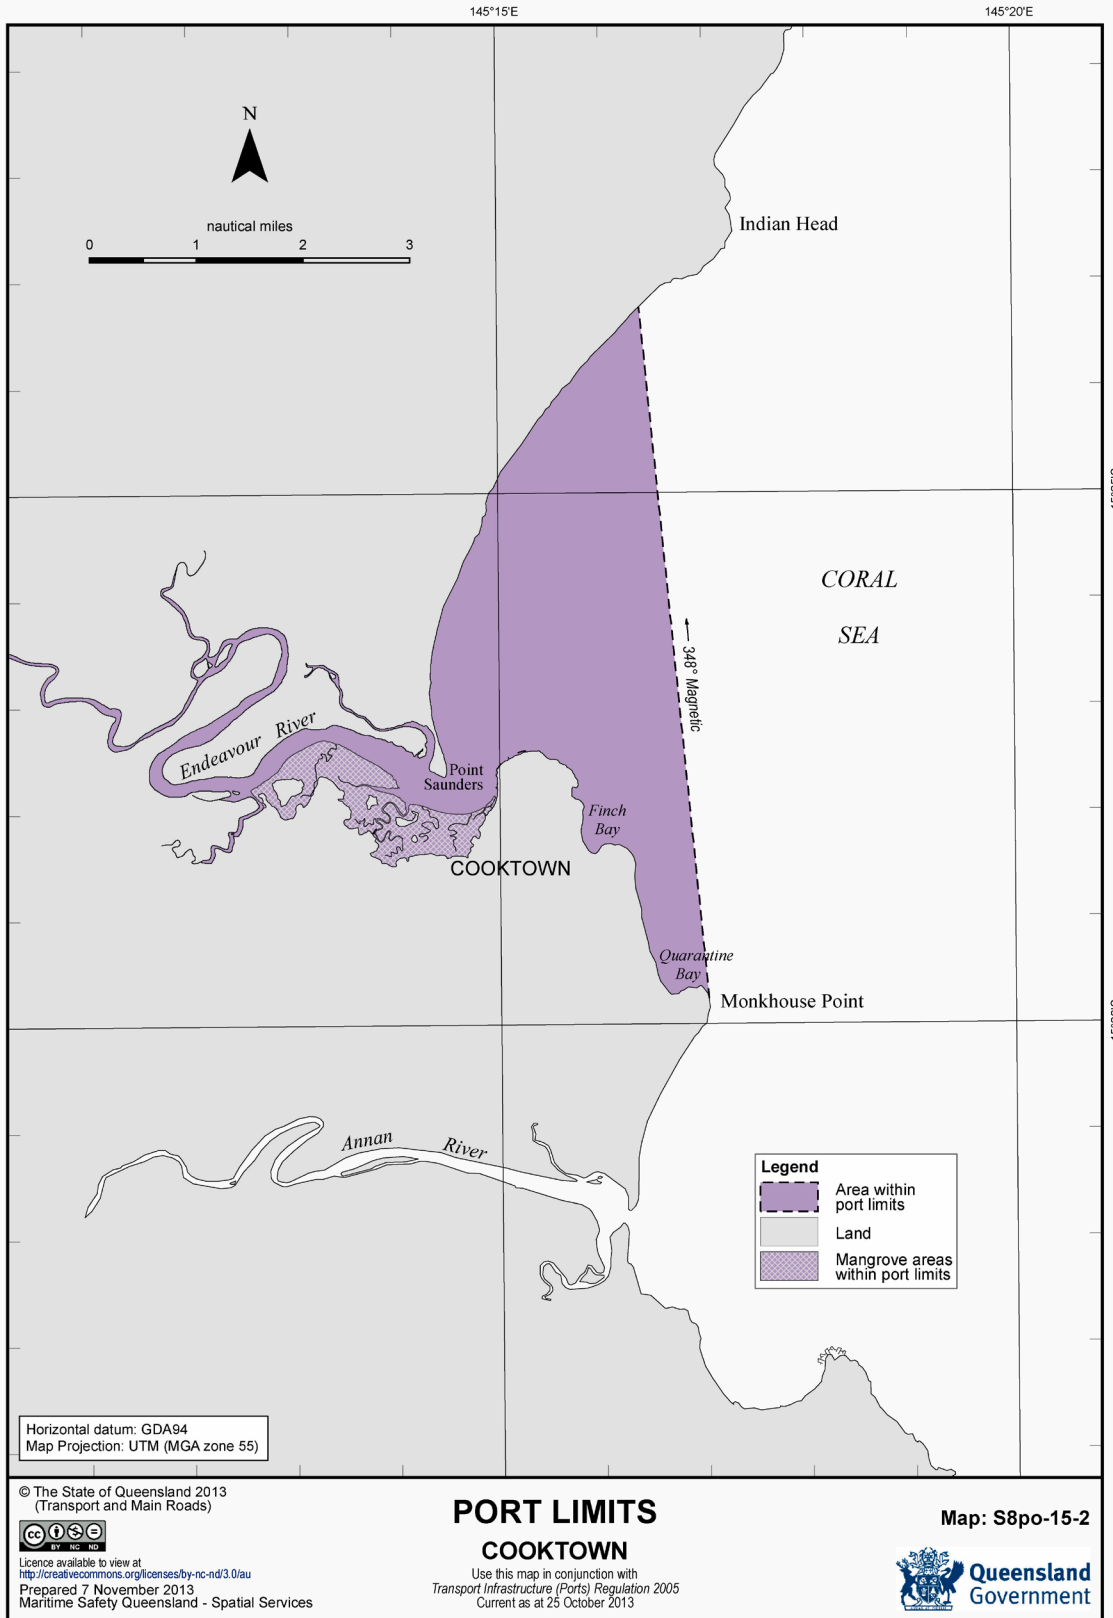 145°15'E
145°20'E
N
nautical miles
0 1 2 3
Indian Head
CORAL
SEA
348° Magnetic
Endeavour River
Point
Saunders
Finch
Bay
COOKTOWN
Quarantine
Bay
Monkhouse Point
Annan River
Legend
Area within
port limits
Land
Mangrove areas
within port limits
Horizontal datum: GDA94
Map Projection: UTM (MGA zone 55)
© The State of Queensland 2013
(Transport and Main Roads)
cc BY NC ND
Licence available to view at
http://creativecommons.org/licenses/by-nc-nd/3.0/au
Prepared 7 November 2013
Maritime Safety Queensland - Spatial Services
PORT LIMITS
COOKTOWN
Use this map in conjunction with
Transport Infrastructure (Ports) Regulation 2005
Current as at 25 October 2013
Map: S8po-15-2
Queensland
Government